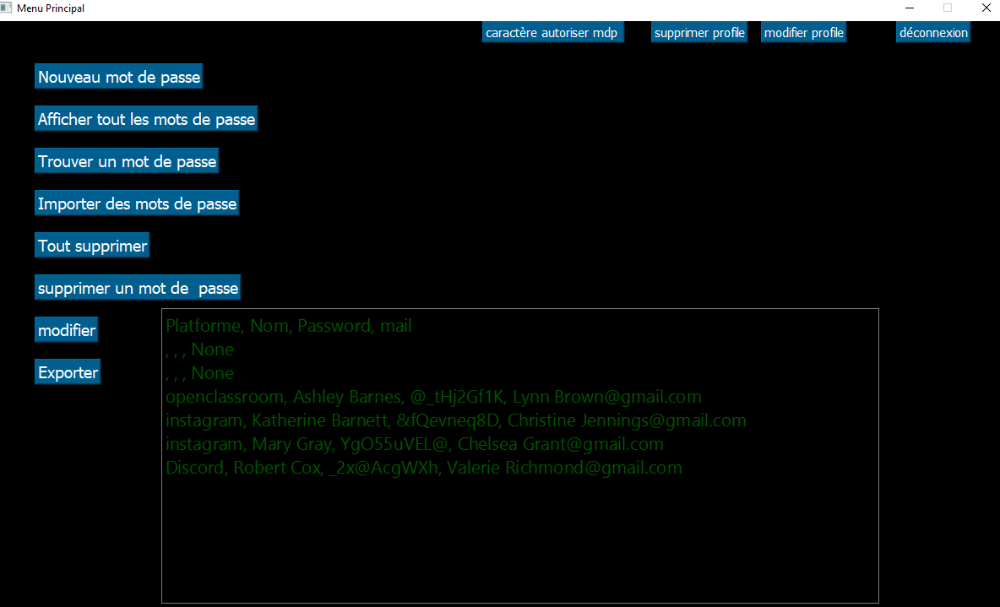 Menu Principal
caractère autoriser mdp
supprimer profile
modifier profile
déconnexion
Nouveau mot de passe
Afficher tout les mots de passe
Trouver un mot de passe
Importer des mots de passe
Tout supprimer
supprimer un mot de  passe
modifier
Exporter
Platforme, Nom, Password, mail
, , , None
, , , None
openclassroom, Ashley Barnes, @_tHj2Gf1K, Lynn Brown@gmail.com
instagram, Katherine Barnett, &fQevneq8D, Christine Jennings@gmail.com
instagram, Mary Gray, YgO55uVEL@, Chelsea Grant@gmail.com
Discord, Robert Cox, _2x@AcgWXh, Valerie Richmond@gmail.com